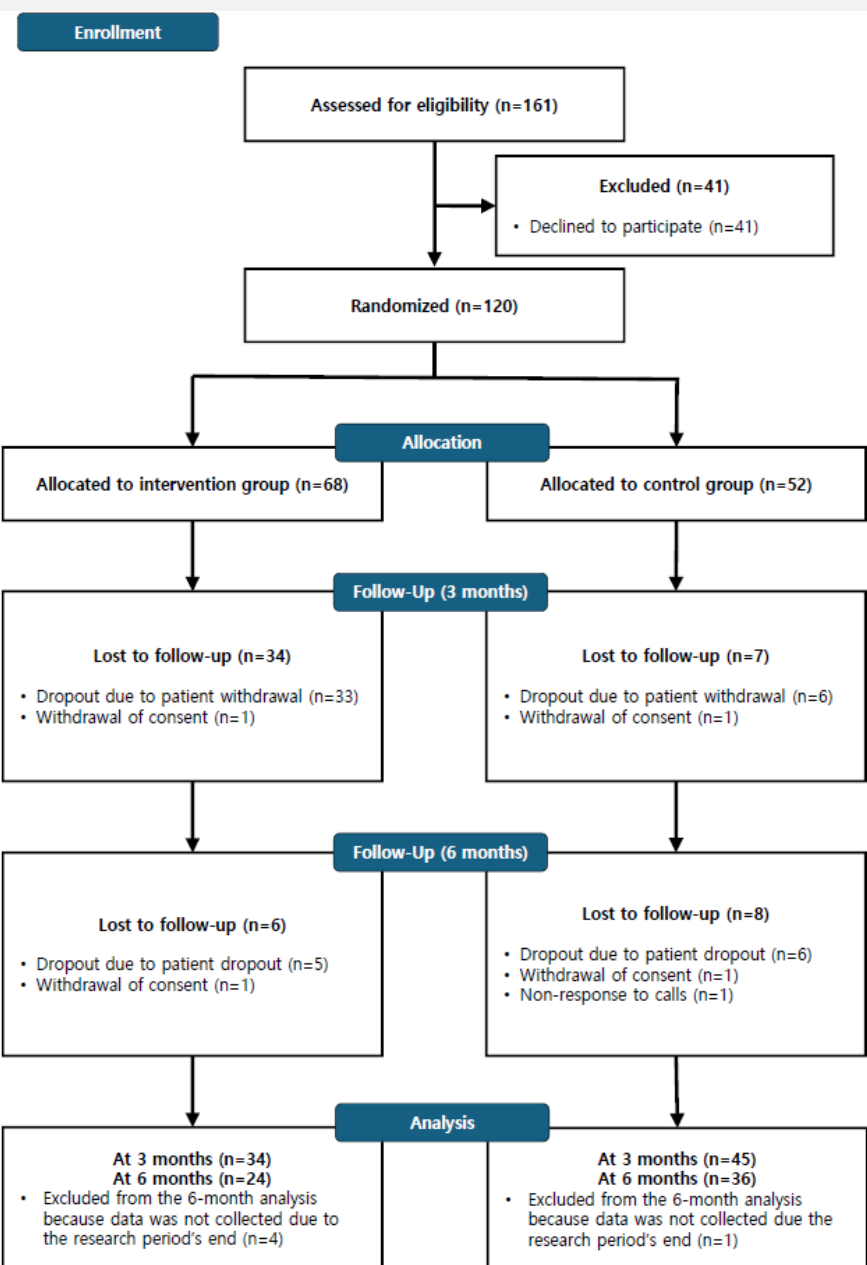 Enrollment
Assessed for eligibility (n=161)
Excluded (n=41)
• Declined to participate (n=41)
Randomized (n=120)
Allocation
Allocated to intervention group (n=68)
Allocated to control group (n=52)
Follow-Up (3 months)
Lost to follow-up (n=34)
• Dropout due to patient withdrawal (n=33)
• Withdrawal of consent (n=1)
Lost to follow-up (n=7)
• Dropout due to patient withdrawal (n=6)
• Withdrawal of consent (n=1)
Follow-Up (6 months)
Lost to follow-up (n=6)
• Dropout due to patient dropout (n=5)
• Withdrawal of consent (n=1)
Lost to follow-up (n=8)
• Dropout due to patient dropout (n=6)
• Withdrawal of consent (n=1)
• Non-response to calls (n=1)
Analysis
At 3 months (n=34)
At 6 months (n=24)
• Excluded from the 6-month analysis
because data was not collected due to
the research period's end (n=4)
At 3 months (n=45)
At 6 months (n=36)
• Excluded from the 6-month analysis
because data was not collected due the
research period's end (n=1)